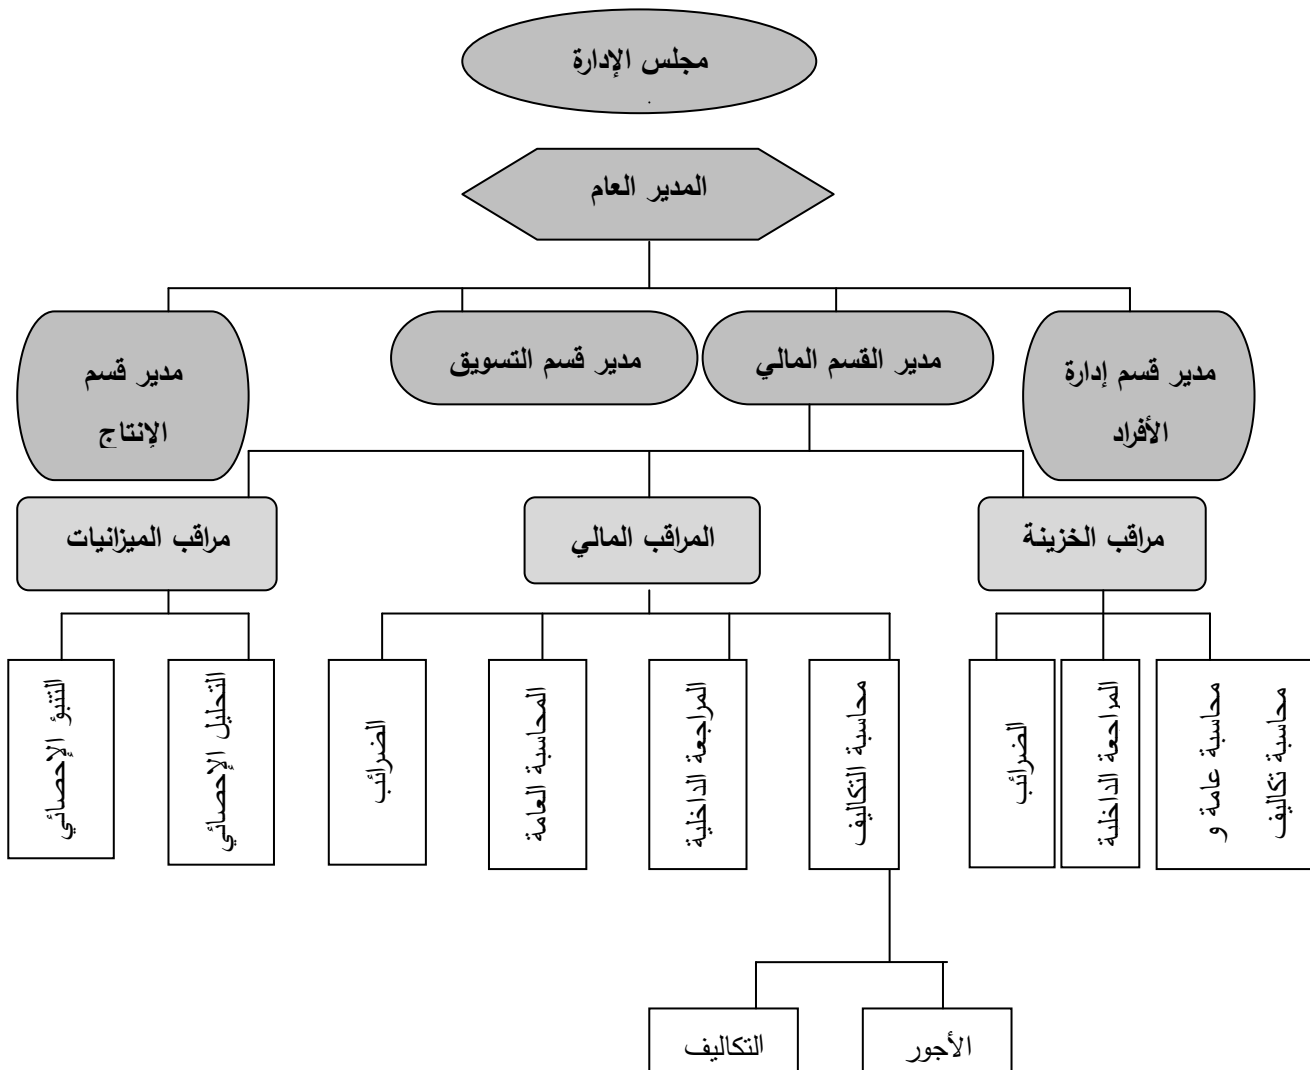 مجلس الإدارة
.
المدير العام
مدير قسم إدارة
الأفراد
مدير القسم المالي
مدير قسم التسويق
مدير قسم
الإنتاج
مراقب الخزينة
المراقب المالي
مراقب الميزانيات
محاسبة عامة و
محاسبة تكاليف
المراجعة الداخلية
الضرائب
محاسبة التكاليف
المراجعة الداخلية
المحاسبة العامة
الضرائب
التحليل الإحصائي
التنبؤ الإحصائي
الأجور
التكاليف